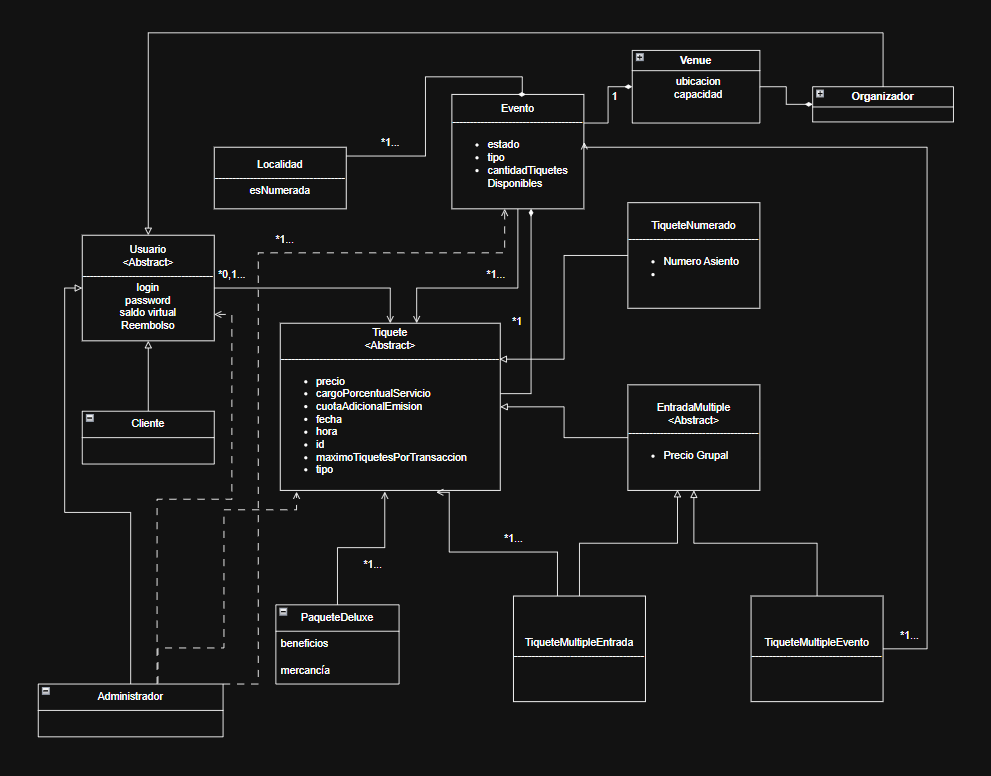 Venue
ubicacion
capacidad
1
Organizador
Evento
estado
tipo
cantidadTiquetes
Disponibles
*1...
Localidad
esNumerada
*1...
Usuario
<Abstract>
login
password
saldo virtual
Reembolso
*0,1...
*1...
*1
TiqueteNumerado
Numero Asiento
Tiquete
<Abstract>
precio
cargoPorcentualServicio
cuotaAdicionalEmision
fecha
hora
id
maximoTiquetesPorTransaccion
tipo
EntradaMultiple
<Abstract>
Precio Grupal
Cliente
*1...
*1...
PaqueteDeluxe
beneficios
mercancía
TiqueteMultipleEntrada
TiqueteMultipleEvento
*1...
Administrador